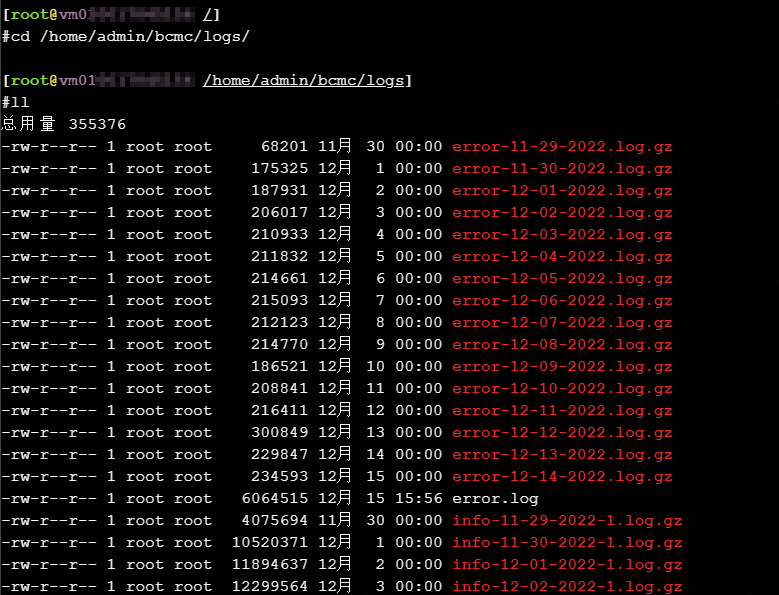 [root@vm01 /]
#cd /home/admin/bcmc/logs/
[root@vm01 /home/admin/bcmc/logs]
#ll
总用量 355376
-rw-r--r-- 1 root root 68201 11月 30 00:00 error-11-29-2022.log.gz
-rw-r--r-- 1 root root 175325 12月 1 00:00 error-11-30-2022.log.gz
-rw-r--r-- 1 root root 187931 12月 2 00:00 error-12-01-2022.log.gz
-rw-r--r-- 1 root root 206017 12月 3 00:00 error-12-02-2022.log.gz
-rw-r--r-- 1 root root 210933 12月 4 00:00 error-12-03-2022.log.gz
-rw-r--r-- 1 root root 211832 12月 5 00:00 error-12-04-2022.log.gz
-rw-r--r-- 1 root root 214661 12月 6 00:00 error-12-05-2022.log.gz
-rw-r--r-- 1 root root 215093 12月 7 00:00 error-12-06-2022.log.gz
-rw-r--r-- 1 root root 212123 12月 8 00:00 error-12-07-2022.log.gz
-rw-r--r-- 1 root root 214770 12月 9 00:00 error-12-08-2022.log.gz
-rw-r--r-- 1 root root 186521 12月 10 00:00 error-12-09-2022.log.gz
-rw-r--r-- 1 root root 208841 12月 11 00:00 error-12-10-2022.log.gz
-rw-r--r-- 1 root root 216411 12月 12 00:00 error-12-11-2022.log.gz
-rw-r--r-- 1 root root 300849 12月 13 00:00 error-12-12-2022.log.gz
-rw-r--r-- 1 root root 229847 12月 14 00:00 error-12-13-2022.log.gz
-rw-r--r-- 1 root root 234593 12月 15 00:00 error-12-14-2022.log.gz
-rw-r--r-- 1 root root 6064515 12月 15 15:56 error.log
-rw-r--r-- 1 root root 4075694 11月 30 00:00 info-11-29-2022-1.log.gz
-rw-r--r-- 1 root root 10520371 12月 1 00:00 info-11-30-2022-1.log.gz
-rw-r--r-- 1 root root 11894637 12月 2 00:00 info-12-01-2022-1.log.gz
-rw-r--r-- 1 root root 12299564 12月 3 00:00 info-12-02-2022-1.log.gz